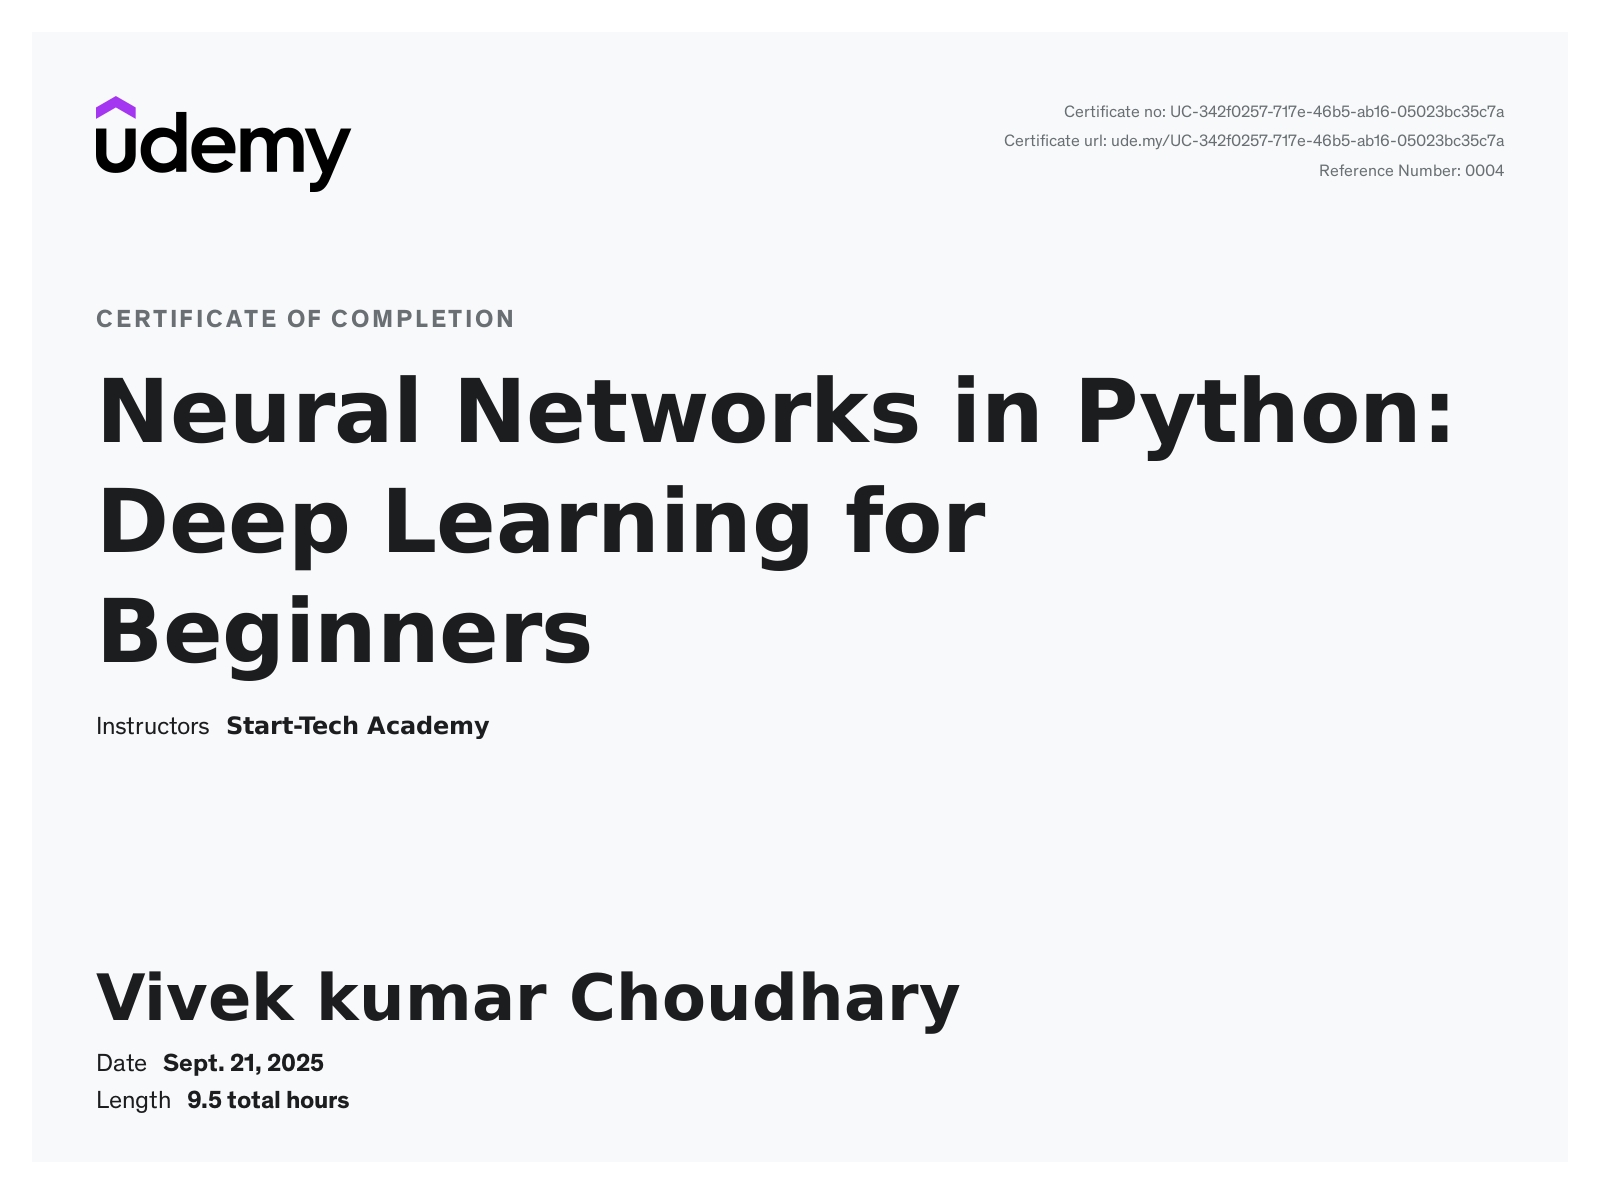 udemy
Certificate no: UC-342f0257-717e-46b5-ab16-05023bc35c7a
Certificate url: ude.my/UC-342f0257-717e-46b5-ab16-05023bc35c7a
Reference Number: 0004
CERTIFICATE OF COMPLETION
Neural Networks in Python:
Deep Learning for
Beginners
Instructors Start-Tech Academy
Vivek kumar Choudhary
Date Sept. 21, 2025
Length 9.5 total hours